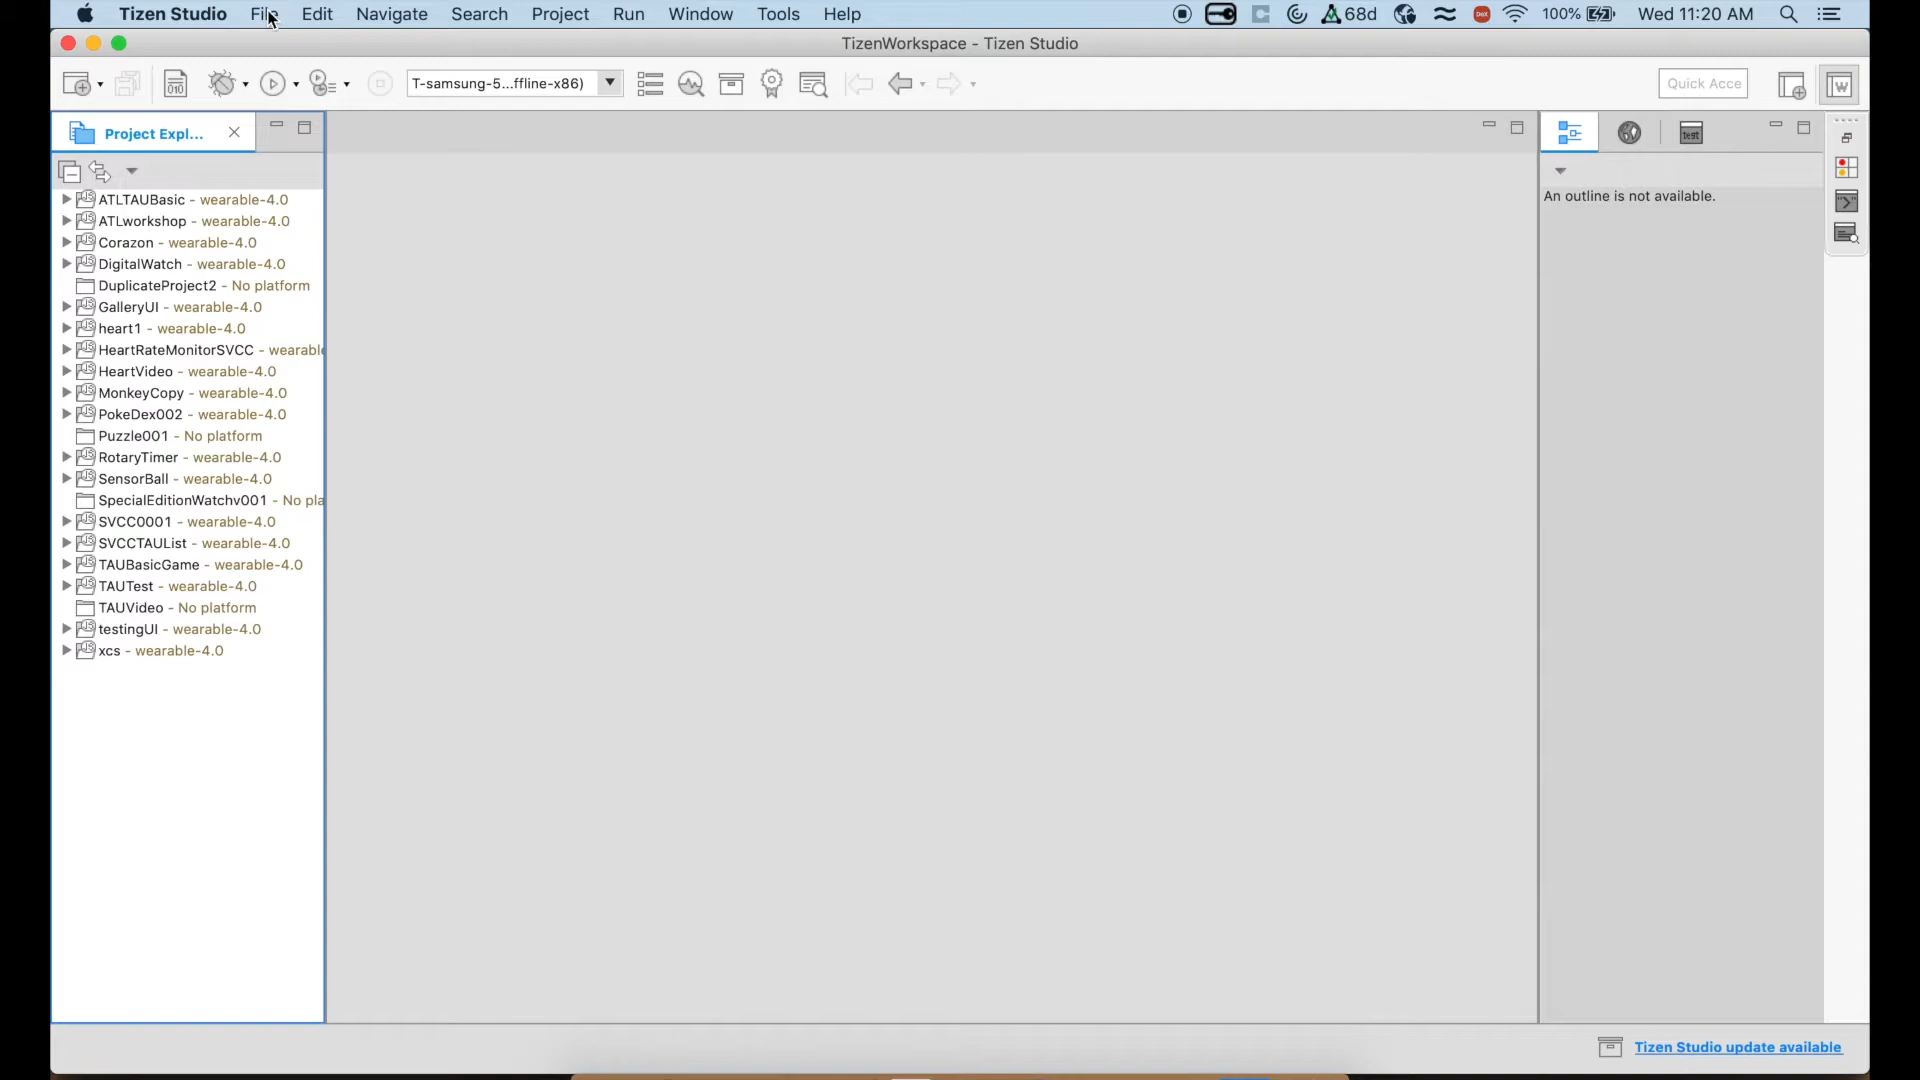 Tizen Studio File Edit Navigate Search Project Run Window Tools Help 68d 100% Wed 11:20 AM
TizenWorkspace - Tizen Studio
010 T-samsung-5...ffline-x86) Quick Acce
Project Expl...
test
An outline is not available.
ATLTAUBasic - wearable-4.0
ATLworkshop - wearable-4.0
Corazon - wearable-4.0
DigitalWatch - wearable-4.0
DuplicateProject2 - No platform
GalleryUI - wearable-4.0
heart1 - wearable-4.0
HeartRateMonitorSVCC - wearable
HeartVideo - wearable-4.0
MonkeyCopy - wearable-4.0
PokeDex002 - wearable-4.0
Puzzle001 - No platform
RotaryTimer - wearable-4.0
SensorBall - wearable-4.0
SpecialEditionWatchv001 - No pla
SVCC0001 - wearable-4.0
SVCCTAUList - wearable-4.0
TAUBasicGame - wearable-4.0
TAUTest - wearable-4.0
TAUVideo - No platform
testingUI - wearable-4.0
xcs - wearable-4.0
Tizen Studio update available